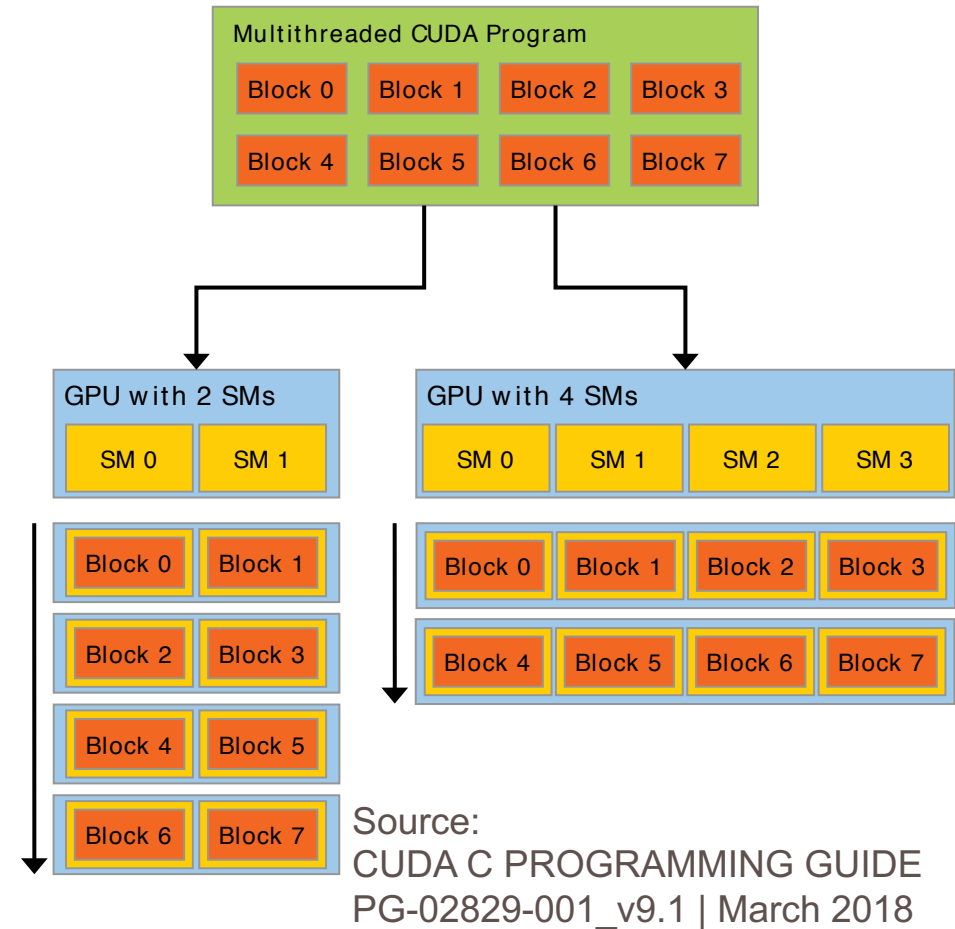 Multithreaded CUDA Program
Block 0 Block 1 Block 2 Block 3
Block 4 Block 5 Block 6 Block 7
GPU with 2 SMs
SM 0 SM 1
Block 0 Block 1
Block 2 Block 3
Block 4 Block 5
Block 6 Block 7
GPU with 4 SMs
SM 0 SM 1 SM 2 SM 3
Block 0 Block 1 Block 2 Block 3
Block 4 Block 5 Block 6 Block 7
Source:
CUDA C PROGRAMMING GUIDE
PG-02829-001_v9.1 | March 2018